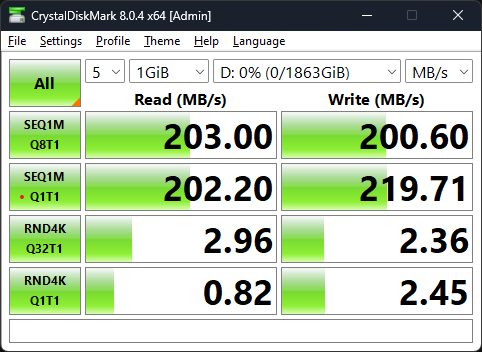 CrystalDiskMark 8.0.4 x64 [Admin]
File Settings Profile Theme Help Language
All 5 1GiB D: 0% (0/1863GiB) MB/s
Read (MB/s) Write (MB/s)
SEQ1M Q8T1 203.00 200.60
SEQ1M Q1T1 202.20 219.71
RND4K Q32T1 2.96 2.36
RND4K Q1T1 0.82 2.45